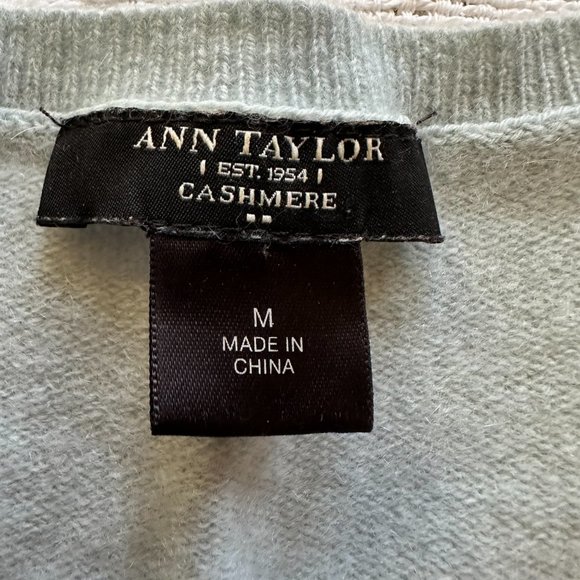 ANN TAYLOR
EST. 1954
CASHMERE
M
MADE IN
CHINA